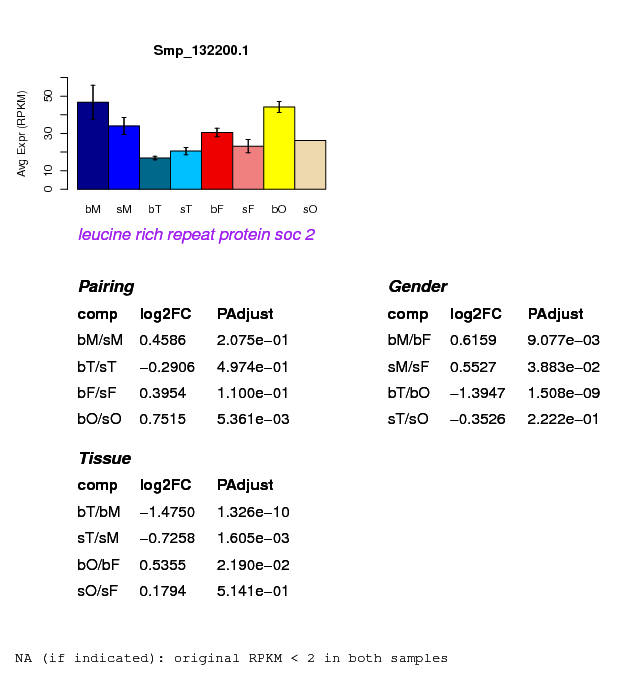 Smp_132200.1
Avg Expr (RPKM)
0 10 30 50
bM sM bT sT bF sF bO sO
leucine rich repeat protein soc 2
Pairing
comp log2FC PAdjust
bM/sM 0.4586 2.075e−01
bT/sT −0.2906 4.974e−01
bF/sF 0.3954 1.100e−01
bO/sO 0.7515 5.361e−03
Gender
comp log2FC PAdjust
bM/bF 0.6159 9.077e−03
sM/sF 0.5527 3.883e−02
bT/bO −1.3947 1.508e−09
sT/sO −0.3526 2.222e−01
Tissue
comp log2FC PAdjust
bT/bM −1.4750 1.326e−10
sT/sM −0.7258 1.605e−03
bO/bF 0.5355 2.190e−02
sO/sF 0.1794 5.141e−01
NA (if indicated): original RPKM < 2 in both samples